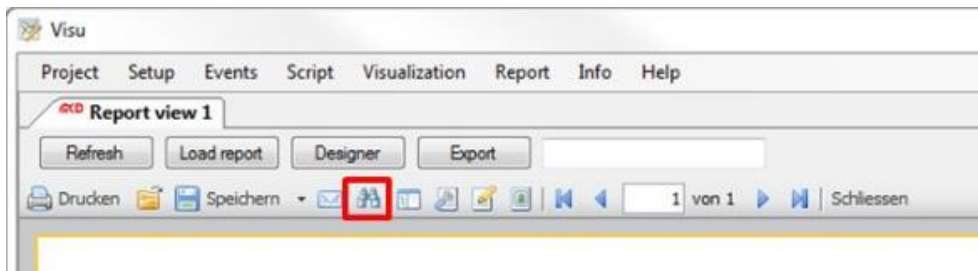 Visu
Project Setup Events Script Visualization Report Info Help
Report view 1
Refresh Load report Designer Export
Drucken Speichern 1 von 1 Schliessen